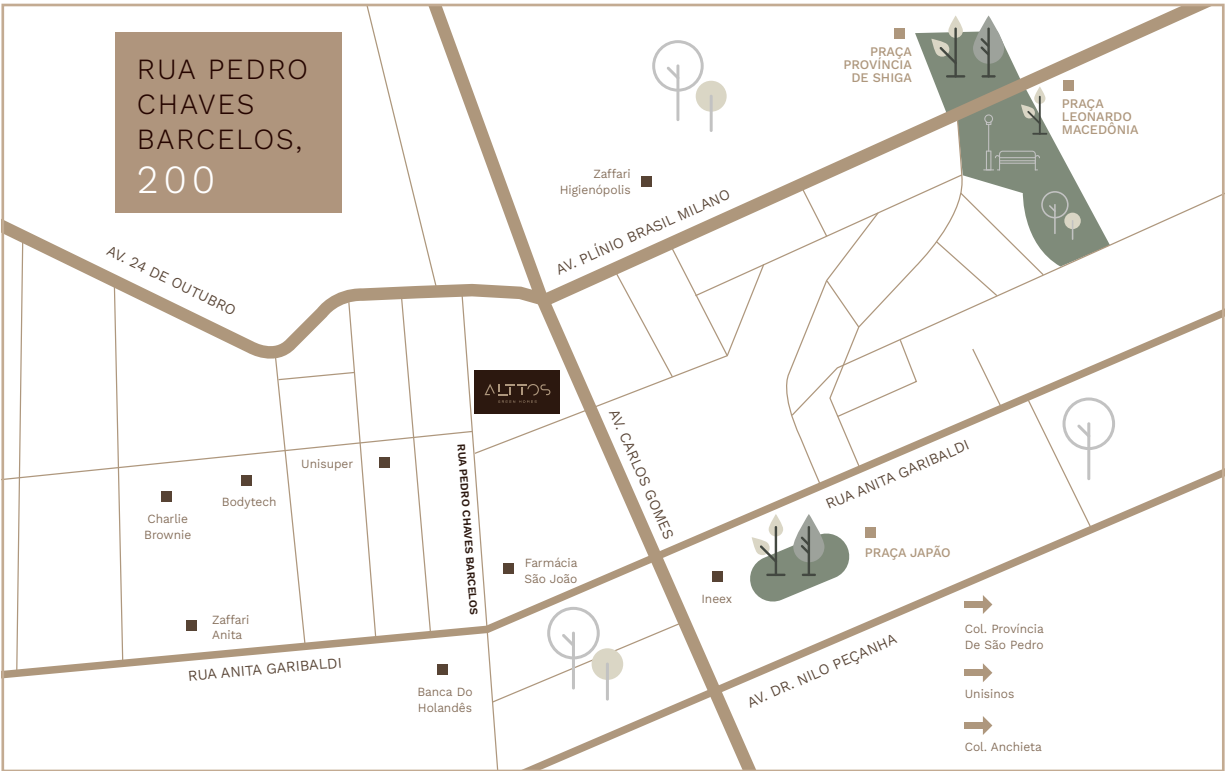 RUA PEDRO
CHAVES
BARCELOS,
200
PRAÇA
PROVÍNCIA
DE SHIGA
PRAÇA
LEONARDO
MACEDÔNIA
Zaffari
Higienópolis
AV. PLÍNIO BRASIL MILANO
AV. 24 DE OUTUBRO
ALTTOS
GREEN HOMES
AV. CARLOS GOMES
RUA PEDRO CHAVES BARCELOS
Unisuper
Bodytech
Charlie
Brownie
RUA ANITA GARIBALDI
Farmácia
São João
PRAÇA JAPÃO
Ineex
Zaffari
Anita
RUA ANITA GARIBALDI
Banca Do
Holandês
AV. DR. NILO PEÇANHA
Col. Província
De São Pedro
Unisinos
Col. Anchieta